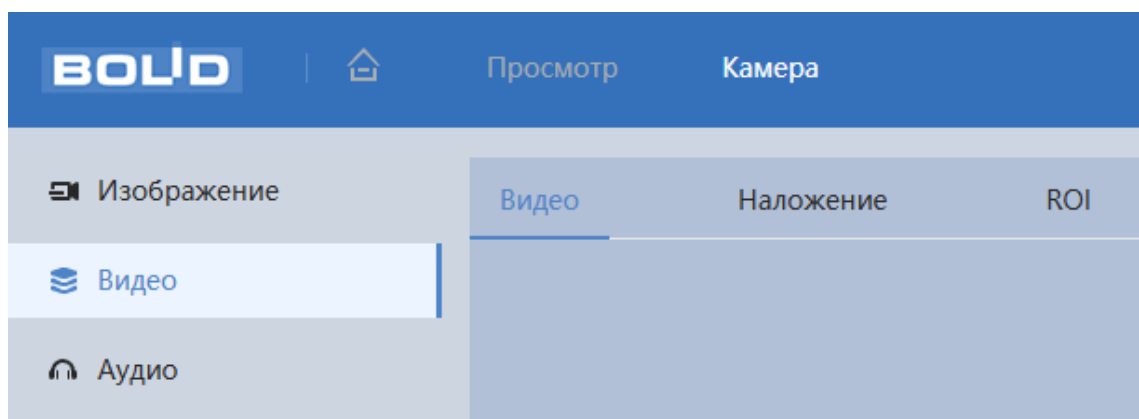 BOLID Просмотр Камера
Изображение
Видео Наложение ROI
Видео
Аудио